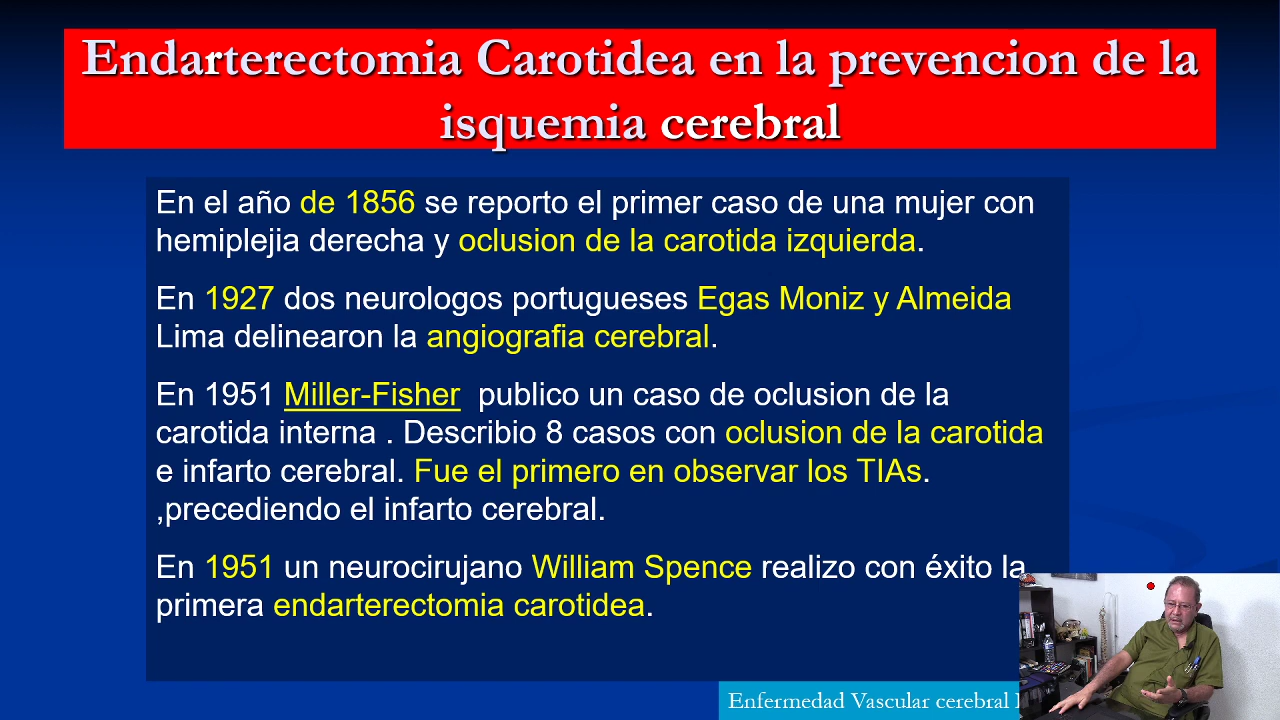 Endarterectomia Carotidea en la prevencion de la
isquemia cerebral
En el año de 1856 se reporto el primer caso de una mujer con
hemiplejia derecha y oclusion de la carotida izquierda.
En 1927 dos neurologos portugueses Egas Moniz y Almeida
Lima delinearon la angiografia cerebral.
En 1951 Miller-Fisher publico un caso de oclusion de la
carotida interna . Describio 8 casos con oclusion de la carotida
e infarto cerebral. Fue el primero en observar los TIAs.
,precediendo el infarto cerebral.
En 1951 un neurocirujano William Spence realizo con éxito la
primera endarterectomia carotidea.
Enfermedad Vascular cerebral